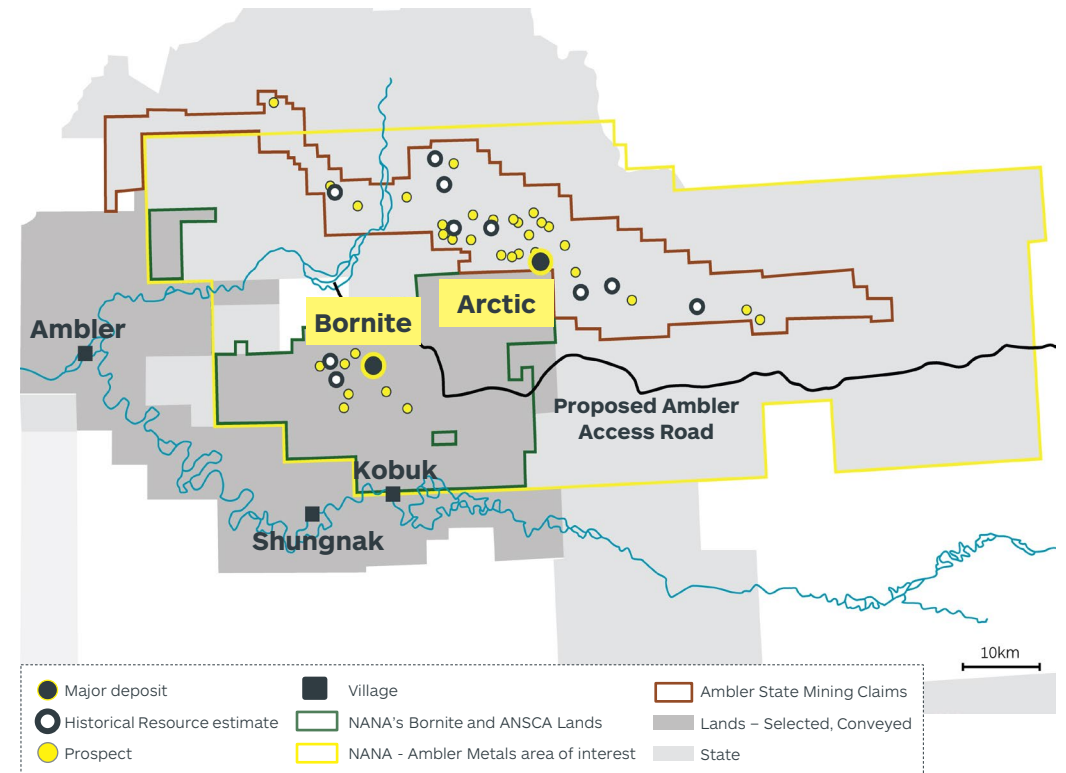 Ambler
Bornite
Arctic
Proposed Ambler
Access Road
Kobuk
Shungnak
10km
Major deposit
Historical Resource estimate
Prospect
Village
NANA's Bornite and ANSCA Lands
NANA - Ambler Metals area of interest
Ambler State Mining Claims
Lands – Selected, Conveyed
State